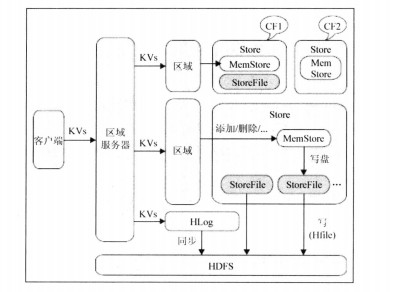 CF1
CF2
Store
Store
KVs
区域
MemStore
Mem
Store
StoreFile
Store
客户端
KVs
区域
服务器
KVs
区域
添加/删除/...
MemStore
写盘
StoreFile
StoreFile
...
KVs
HLog
同步
写
(Hfile)
HDFS